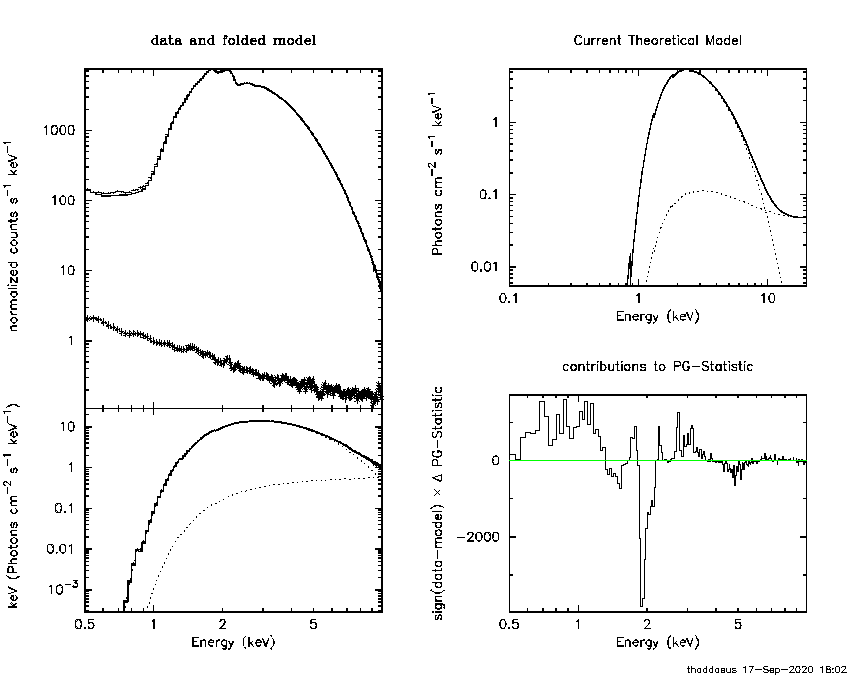 data and folded model
normalized counts s⁻¹ keV⁻¹
1000
100
10
1
keV (Photons cm⁻² s⁻¹ keV⁻¹)
10
1
0.1
0.01
10⁻³
0.5 1 2 5
Energy (keV)
Current Theoretical Model
Photons cm⁻² s⁻¹ keV⁻¹
1
0.1
0.01
0.1 1 10
Energy (keV)
contributions to PG-Statistic
sign(data-model) × Δ PG-Statistic
0
-2000
0.5 1 2 5
Energy (keV)
thaddaeus 17-Sep-2020 18:02